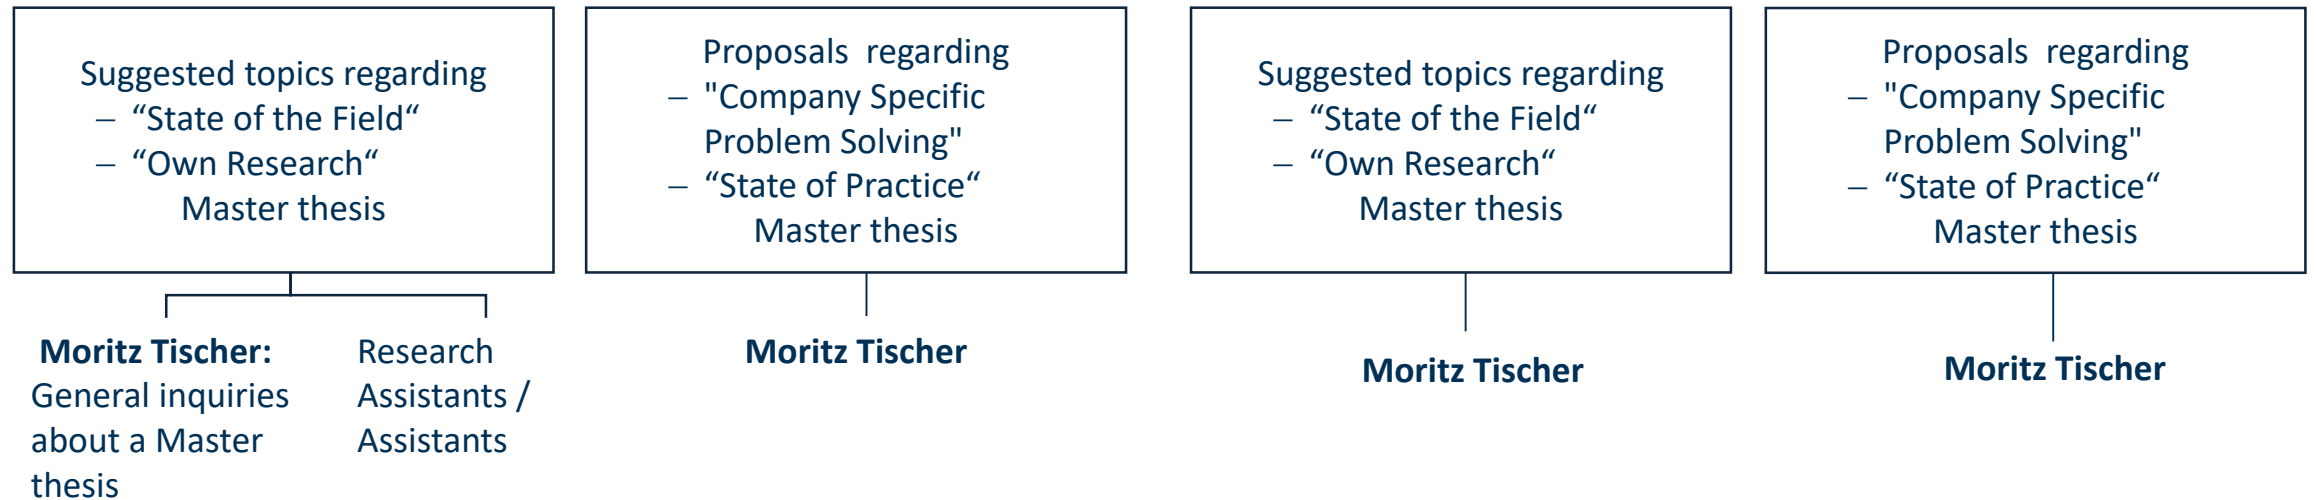 Suggested topics regarding
– “State of the Field“
– “Own Research“
Master thesis
Moritz Tischer:
General inquiries
about a Master
thesis
Research
Assistants /
Assistants
Proposals regarding
– "Company Specific
Problem Solving"
– “State of Practice“
Master thesis
Moritz Tischer
Suggested topics regarding
– “State of the Field“
– “Own Research“
Master thesis
Moritz Tischer
Proposals regarding
– "Company Specific
Problem Solving"
– “State of Practice“
Master thesis
Moritz Tischer